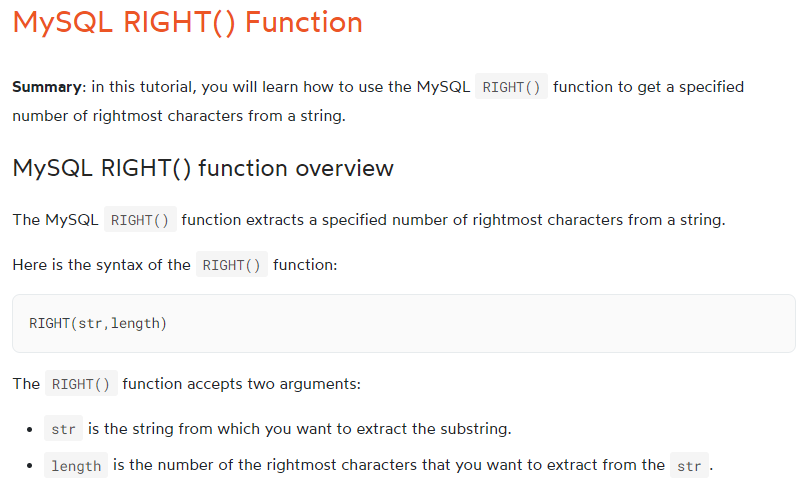 MySQL RIGHT() Function
Summary: in this tutorial, you will learn how to use the MySQL RIGHT() function to get a specified
number of rightmost characters from a string.
MySQL RIGHT() function overview
The MySQL RIGHT() function extracts a specified number of rightmost characters from a string.
Here is the syntax of the RIGHT() function:
RIGHT(str,length)
The RIGHT() function accepts two arguments:
• str is the string from which you want to extract the substring.
• length is the number of the rightmost characters that you want to extract from the str .